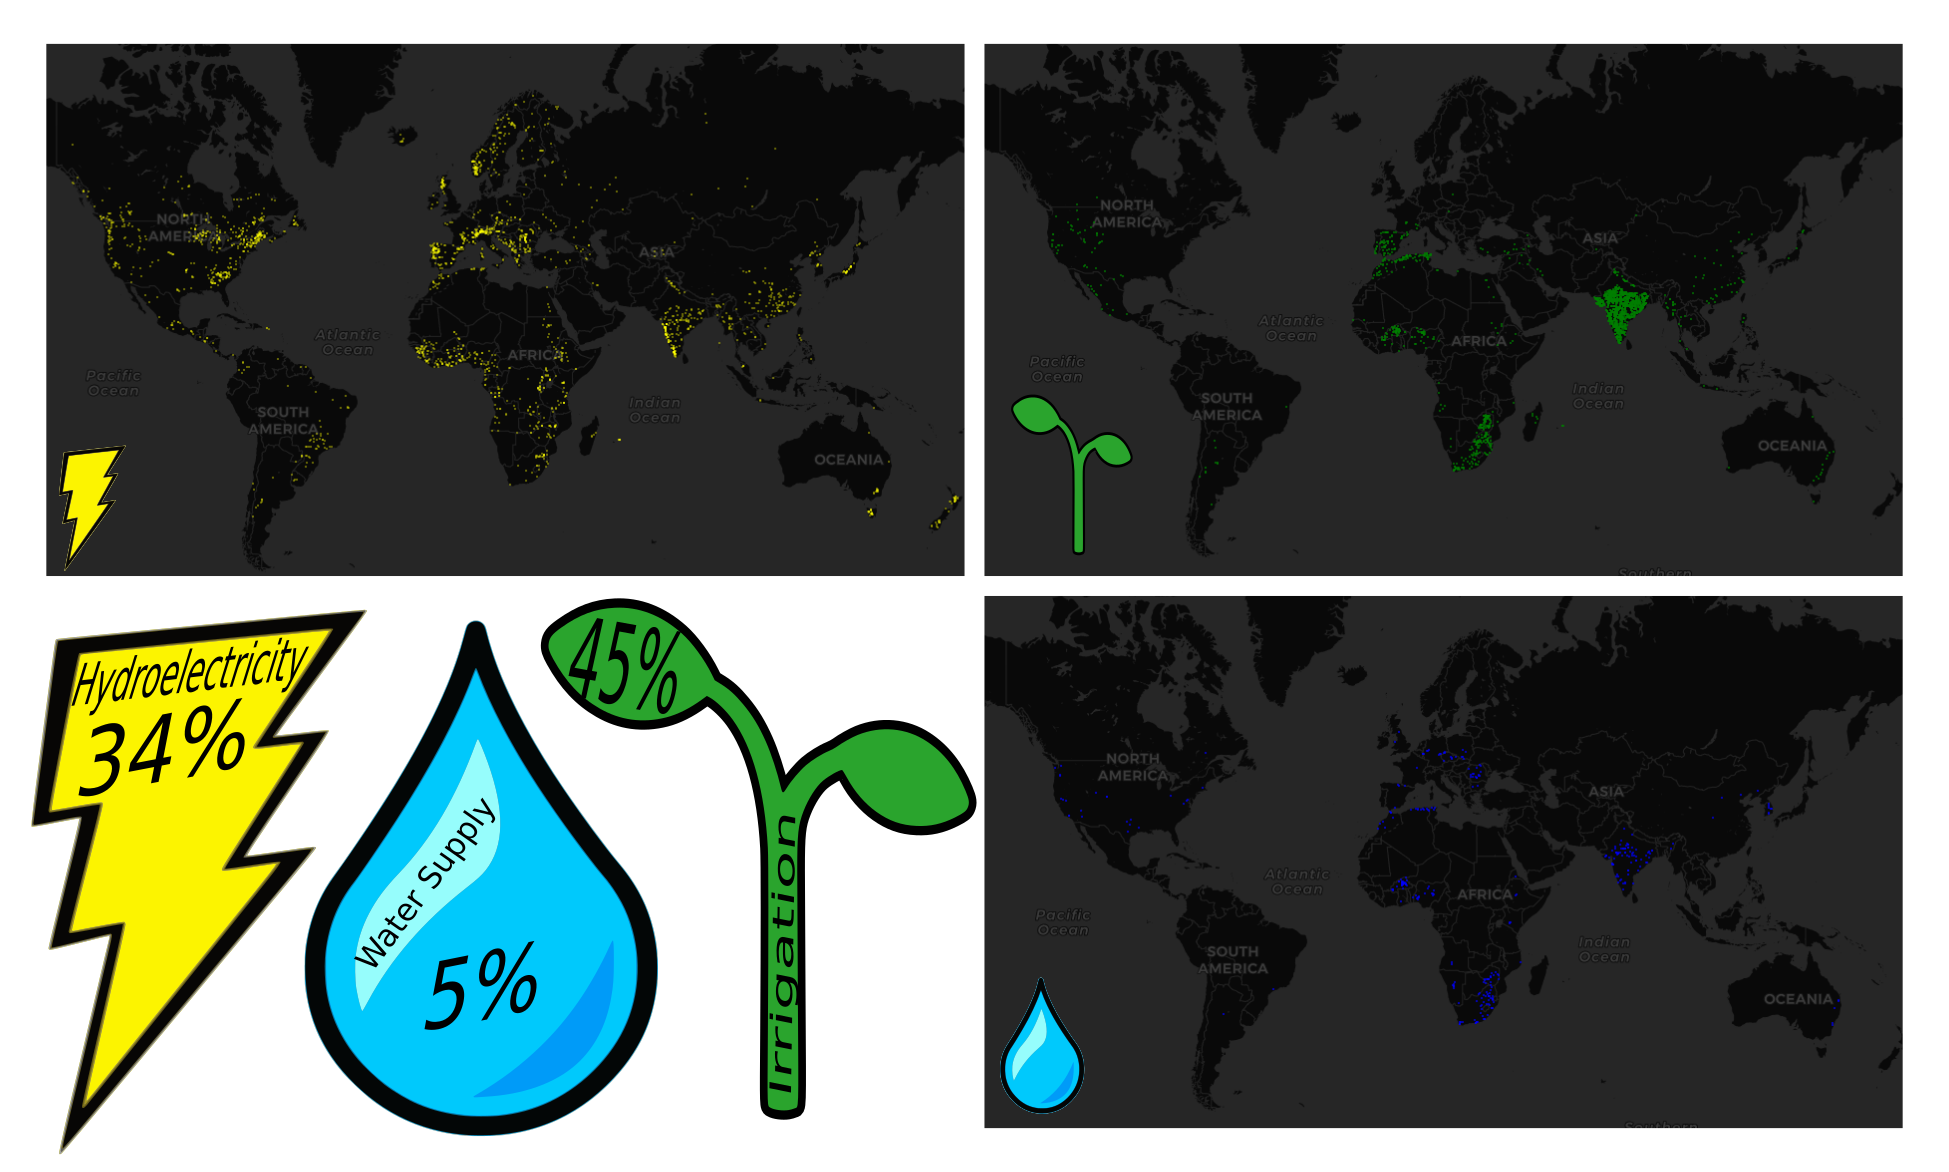 NORTH
AMERICA
ASIA
Atlantic
Ocean
AFRICA
Pacific
Ocean
Indian
Ocean
SOUTH
AMERICA
OCEANIA
NORTH
AMERICA
ASIA
Atlantic
Ocean
AFRICA
Pacific
Ocean
Indian
Ocean
SOUTH
AMERICA
OCEANIA
Southern
Hydroelectricity
34%
Water Supply
5%
45%
Irrigation
NORTH
AMERICA
ASIA
Atlantic
Ocean
AFRICA
Pacific
Ocean
Indian
Ocean
SOUTH
AMERICA
OCEANIA
Southern